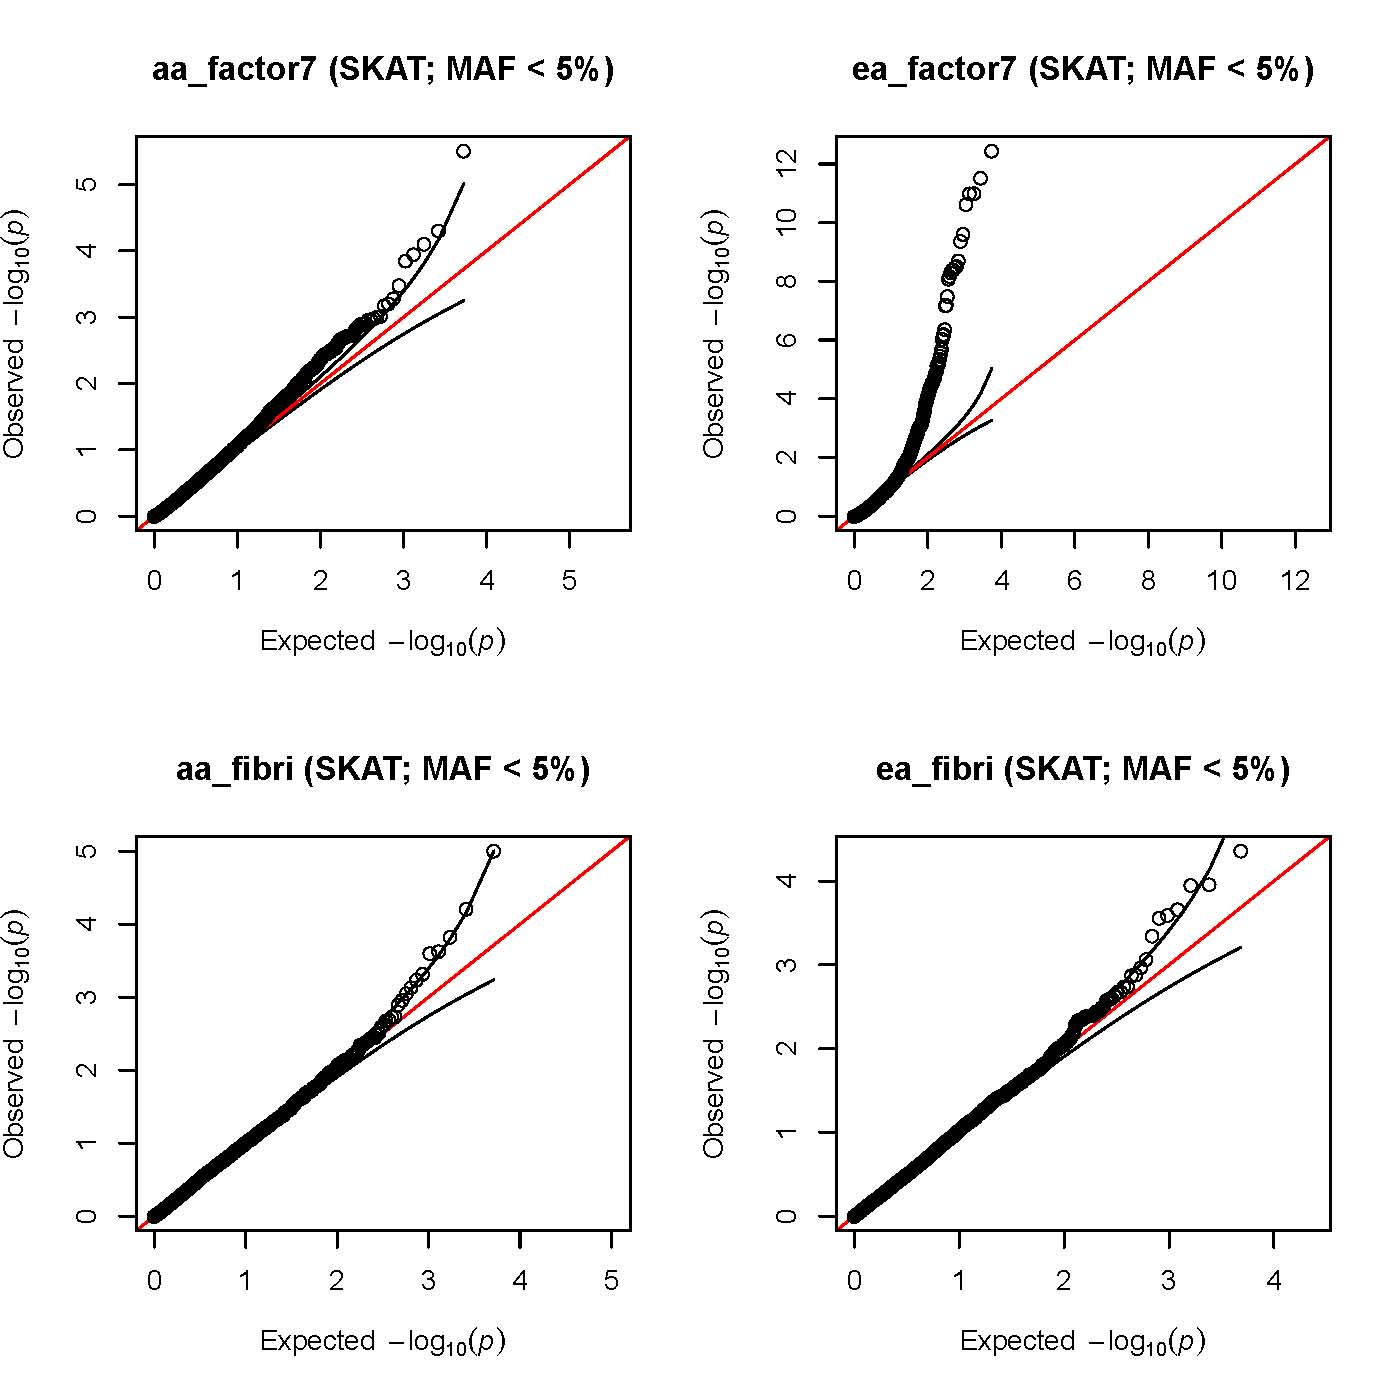 aa_factor7 (SKAT; MAF < 5%)
Observed −log10(p)
0 1 2 3 4 5
0 1 2 3 4 5
Expected −log10(p)
ea_factor7 (SKAT; MAF < 5%)
Observed −log10(p)
0 2 4 6 8 10 12
0 2 4 6 8 10 12
Expected −log10(p)
aa_fibri (SKAT; MAF < 5%)
Observed −log10(p)
0 1 2 3 4 5
0 1 2 3 4 5
Expected −log10(p)
ea_fibri (SKAT; MAF < 5%)
Observed −log10(p)
0 1 2 3 4
0 1 2 3 4
Expected −log10(p)